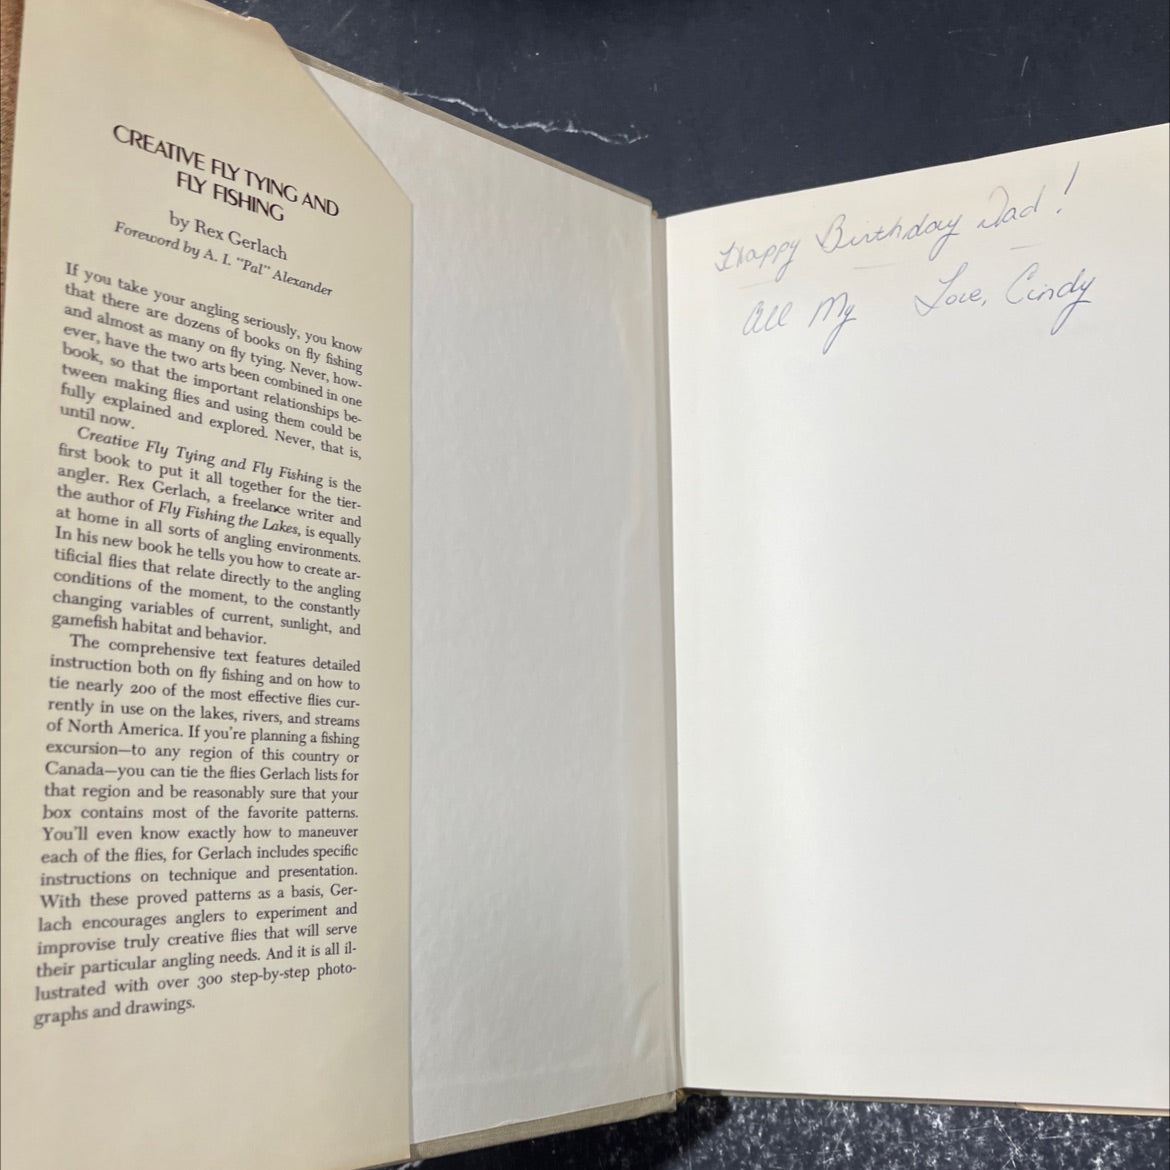 CREATIVE FLY TYING AND
FLY FISHING
by Rex Gerlach
Foreword by A. I. "Pal" Alexander
If you take your angling seriously, you know
that there are dozens of books on fly fishing
and almost as many on fly tying. Never, how-
ever, have the two arts been combined in one
book, so that the important relationships be-
tween making flies and using them could be
fully explained and explored. Never, that is,
until now.
Creative Fly Tying and Fly Fishing is the
first book to put it all together for the tier-
angler. Rex Gerlach, a freelance writer and
the author of Fly Fishing the Lakes, is equally
at home in all sorts of angling environments.
In his new book he tells you how to create ar-
tificial flies that relate directly to the angling
conditions of the moment, to the constantly
changing variables of current, sunlight, and
gamefish habitat and behavior.
The comprehensive text features detailed
instruction both on fly fishing and on how to
tie nearly 200 of the most effective flies cur-
rently in use on the lakes, rivers, and streams
of North America. If you're planning a fishing
excursion—to any region of this country or
Canada—you can tie the flies Gerlach lists for
that region and be reasonably sure that your
box contains most of the favorite patterns.
You'll even know exactly how to maneuver
each of the flies, for Gerlach includes specific
instructions on technique and presentation.
With these proved patterns as a basis, Ger-
lach encourages anglers to experiment and
improvise truly creative flies that will serve
their particular angling needs. And it is all il-
lustrated with over 300 step-by-step photo-
graphs and drawings.
Happy Birthday Dad!
All My Love, Cindy